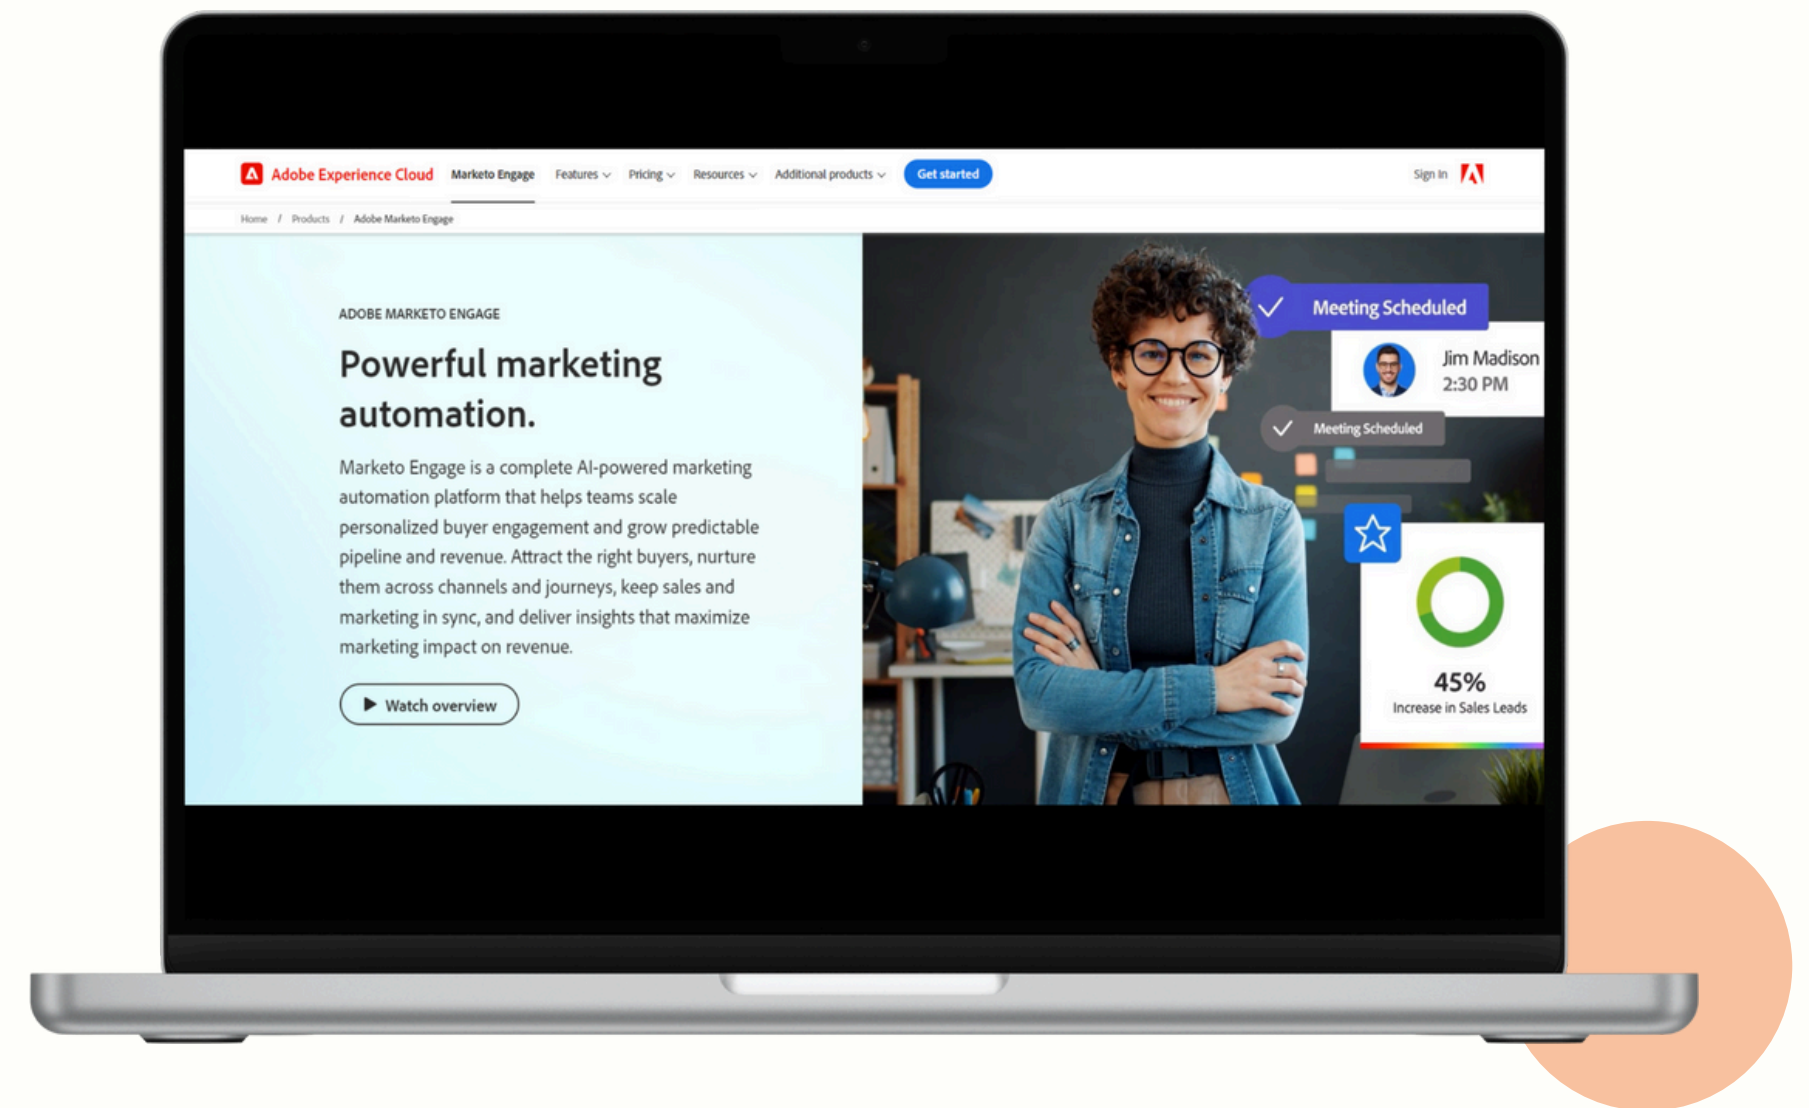 Adobe Experience Cloud Marketo Engage Features Pricing Resources Additional products Get started Sign In
Home / Products / Adobe Marketo Engage
ADOBE MARKETO ENGAGE
Powerful marketing
automation.
Marketo Engage is a complete AI-powered marketing
automation platform that helps teams scale
personalized buyer engagement and grow predictable
pipeline and revenue. Attract the right buyers, nurture
them across channels and journeys, keep sales and
marketing in sync, and deliver insights that maximize
marketing impact on revenue.
Watch overview
Meeting Scheduled
Jim Madison
2:30 PM
Meeting Scheduled
45%
Increase in Sales Leads